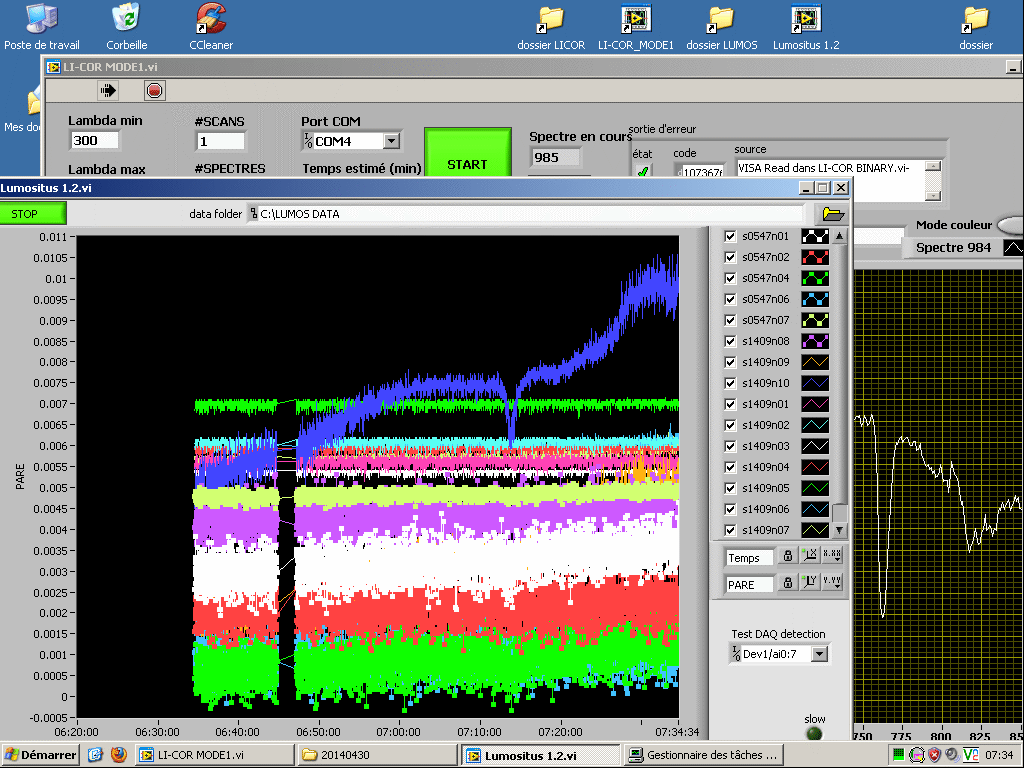 Poste de travail Corbeille CCleaner dossier LICOR LI-COR_MODE1 dossier LUMOS Lumositus 1.2 dossier
LI-COR MODE1.vi
Mes do
Lambda min #SCANS Port COM
300 1 COM4
Lambda max #SPECTRES Temps estimé (min)
START
Spectre en cours
985
sortie d'erreur
état code source
107367 VISA Read dans LI-COR BINARY.vi-
Mode couleur
Spectre 984
Lumositus 1.2.vi
STOP data folder C:\LUMOS DATA
0.011
0.0105
0.01
0.0095
0.009
0.0085
0.008
0.0075
0.007
0.0065
0.006
0.0055
0.005
0.0045
0.004
0.0035
0.003
0.0025
0.002
0.0015
0.001
0.0005
0
-0.0005
PARE
06:20:00 06:30:00 06:40:00 06:50:00 07:00:00 07:10:00 07:20:00 07:34:34
s0547n01
s0547n02
s0547n04
s0547n06
s0547n07
s1409n08
s1409n09
s1409n10
s1409n01
s1409n02
s1409n03
s1409n04
s1409n05
s1409n06
s1409n07
Temps X X.XX
PARE Y Y.YY
Test DAQ detection
Dev1/ai0:7
slow
750 775 800 825 85
Démarrer LI-COR MODE1.vi 20140430 Lumositus 1.2.vi Gestionnaire des tâches ... V2 07:34